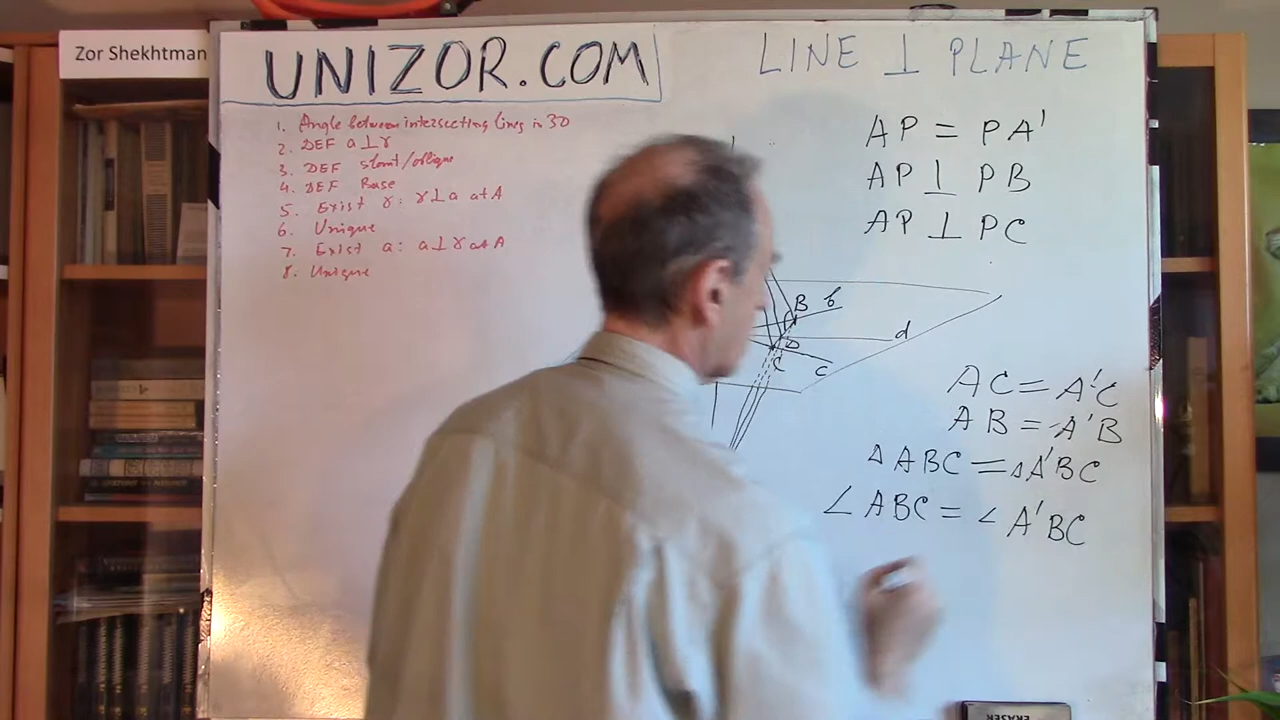 Zor Shekhtman
UNIZOR.COM
LINE ⊥ PLANE
1. Angle between intersecting lines in 3D
2. DEF a⊥γ
3. DEF slant/oblique
4. DEF Base
5. Exist γ: γ⊥a at A
6. Unique
7. Exist a: a⊥γ at A
8. Unique
AP = PA'
AP ⊥ PB
AP ⊥ PC
B b
d
D
C c
AC = A'C
AB = A'B
△ABC = △A'BC
∠ABC = ∠A'BC
ERASER